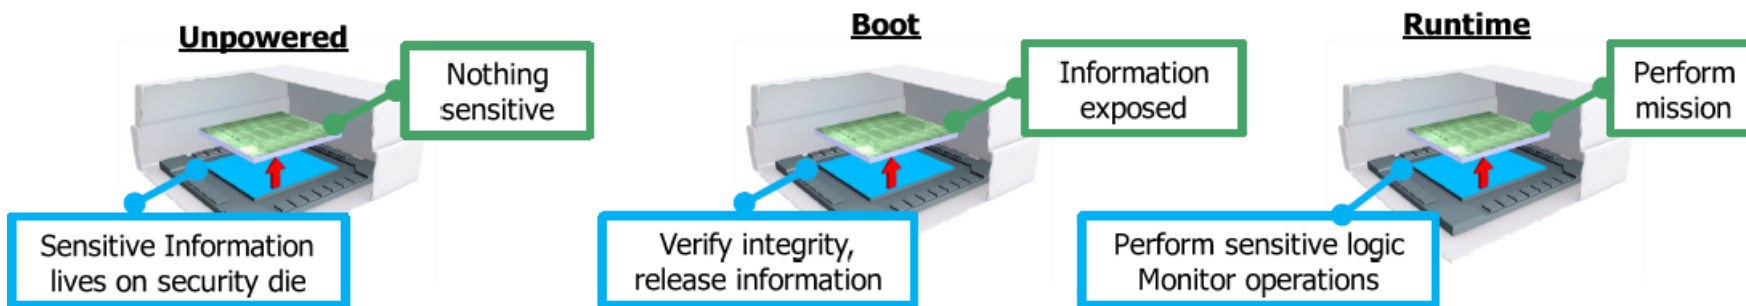 Unpowered
Nothing
sensitive
Sensitive Information
lives on security die
Boot
Information
exposed
Verify integrity,
release information
Runtime
Perform
mission
Perform sensitive logic
Monitor operations